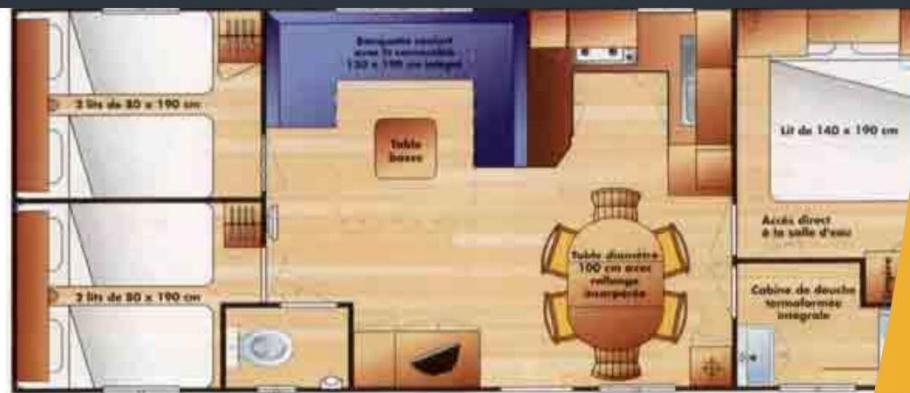 Banquette confort
avec lit convertible
130 x 190 cm intégré
2 lits de 80 x 190 cm
Table
basse
Lit de 140 x 190 cm
Accès direct
à la salle d'eau
Table diamètre
100 cm avec
rallonge
incorporée
2 lits de 80 x 190 cm
Cabine de douche
termoformée
intégrale